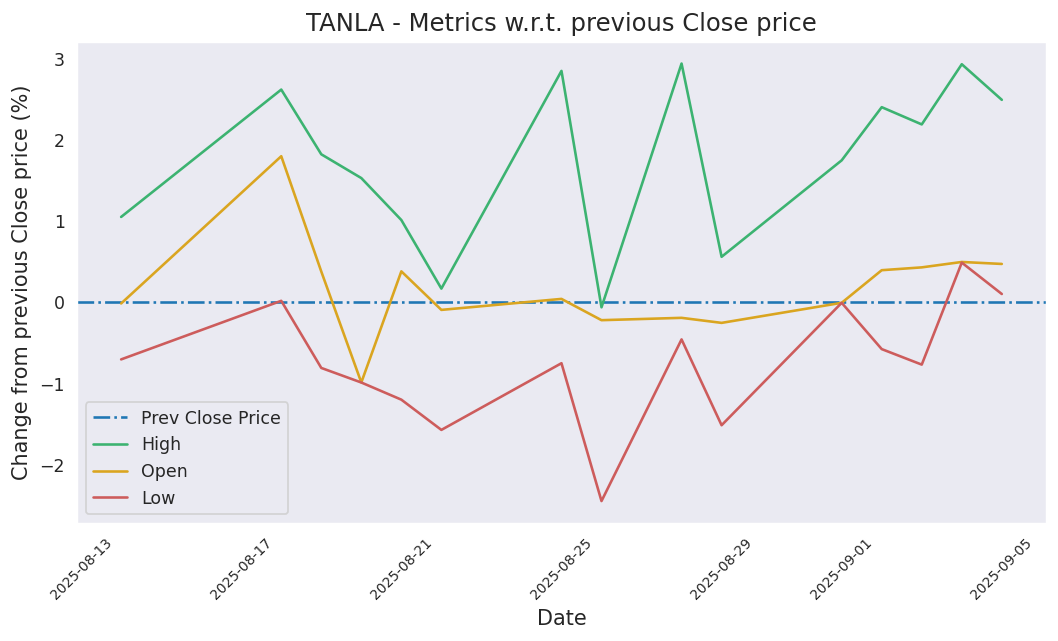 TANLA - Metrics w.r.t. previous Close price
Change from previous Close price (%)
3
2
1
0
−1
−2
Prev Close Price
High
Open
Low
2025-08-13
2025-08-17
2025-08-21
2025-08-25
2025-08-29
2025-09-01
2025-09-05
Date